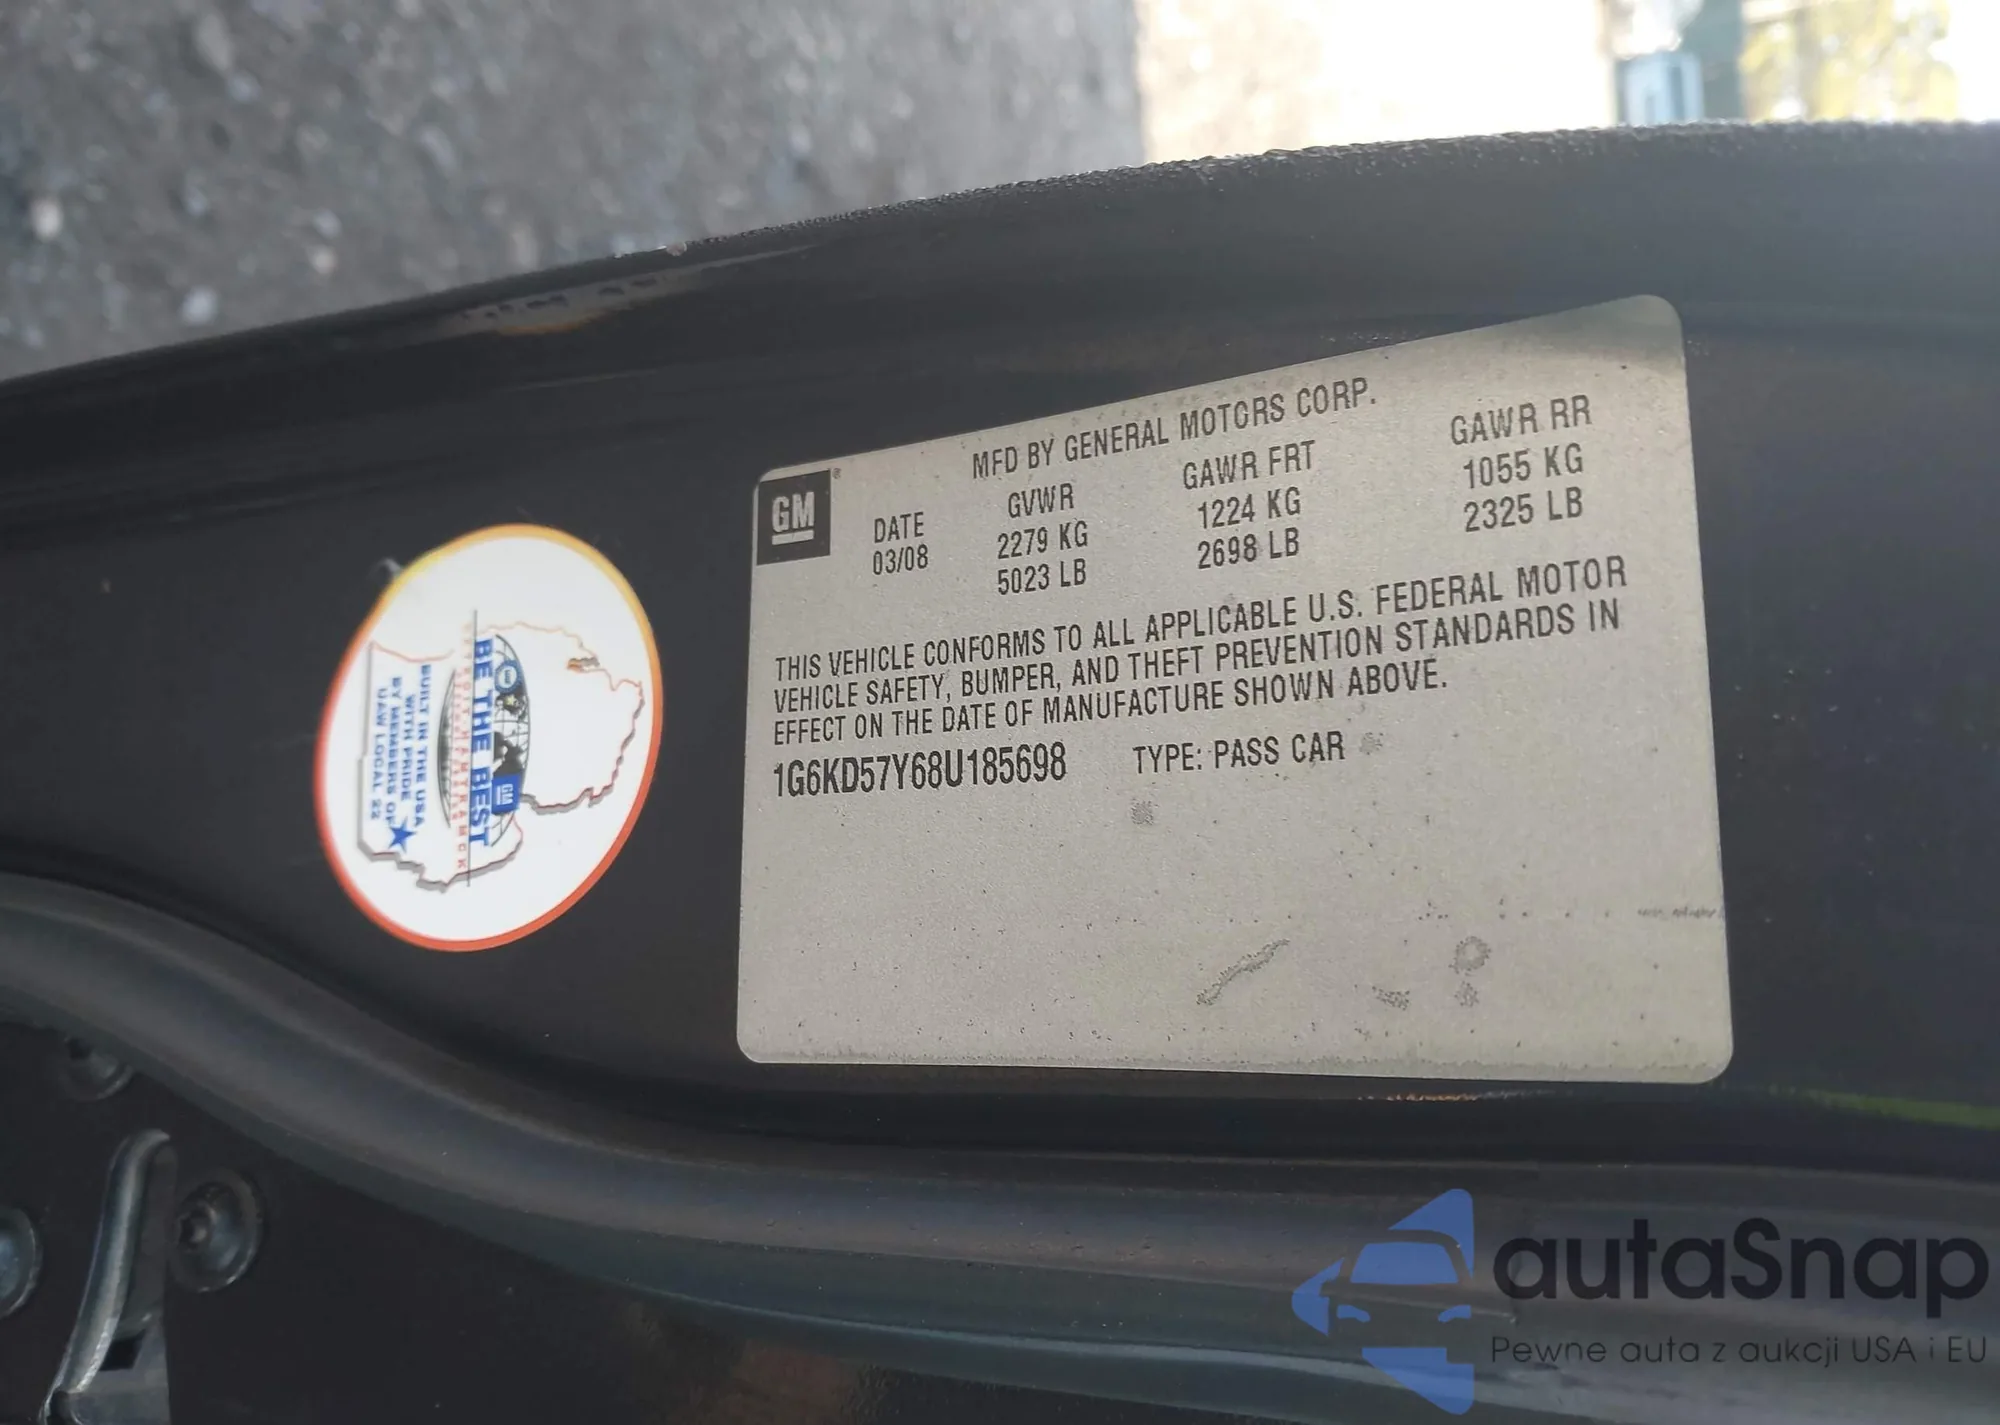 MFD BY GENERAL MOTORS CORP.
GM
DATE GVWR GAWR FRT GAWR RR
03/08 2279 KG 1224 KG 1055 KG
5023 LB 2698 LB 2325 LB
THIS VEHICLE CONFORMS TO ALL APPLICABLE U.S. FEDERAL MOTOR
VEHICLE SAFETY, BUMPER, AND THEFT PREVENTION STANDARDS IN
EFFECT ON THE DATE OF MANUFACTURE SHOWN ABOVE.
1G6KD57Y68U185698 TYPE: PASS CAR
BE THE BEST
GM
BUILT IN THE USA
WITH PRIDE
BY MEMBERS OF
UAW LOCAL 22
autaSnap
Pewne auta z aukcji USA i EU